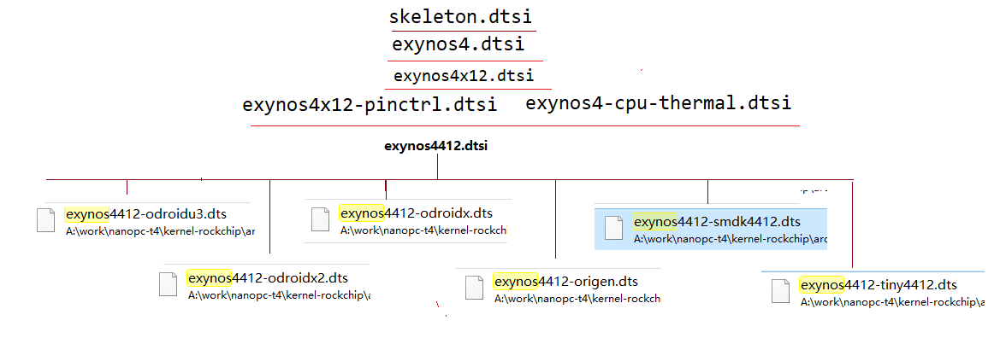 skeleton.dtsi
exynos4.dtsi
exynos4x12.dtsi
exynos4x12-pinctrl.dtsi
exynos4-cpu-thermal.dtsi
exynos4412.dtsi
exynos4412-odroidu3.dts
A:\work\nanopc-t4\kernel-rockchip\ar
exynos4412-odroidx.dts
A:\work\nanopc-t4\kernel-rockchi
exynos4412-smdk4412.dts
A:\work\nanopc-t4\kernel-rockchip\arc
exynos4412-odroidx2.dts
A:\work\nanopc-t4\kernel-rockchip\a
exynos4412-origen.dts
A:\work\nanopc-t4\kernel-rockchi
exynos4412-tiny4412.dts
A:\work\nanopc-t4\kernel-rockchip\a